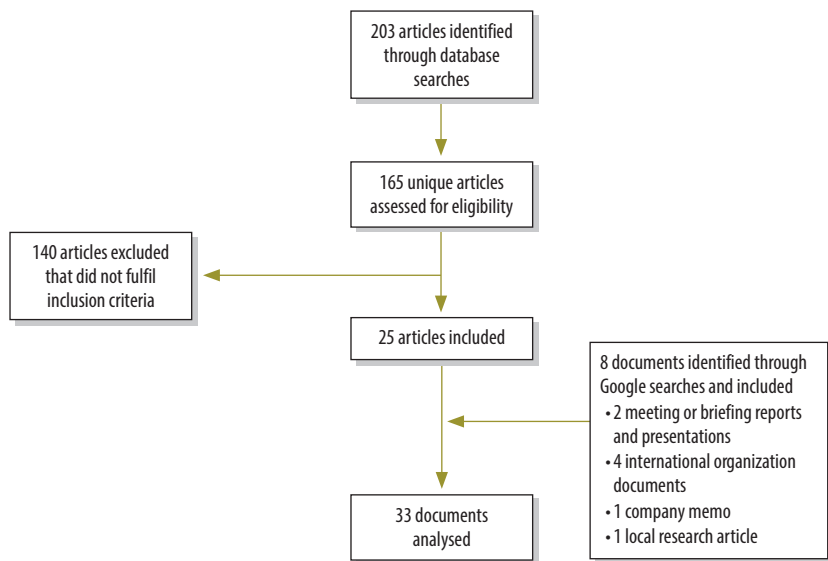 203 articles identified
through database
searches
165 unique articles
assessed for eligibility
140 articles excluded
that did not fulfil
inclusion criteria
25 articles included
8 documents identified through
Google searches and included
• 2 meeting or briefing reports
and presentations
• 4 international organization
documents
• 1 company memo
• 1 local research article
33 documents
analysed